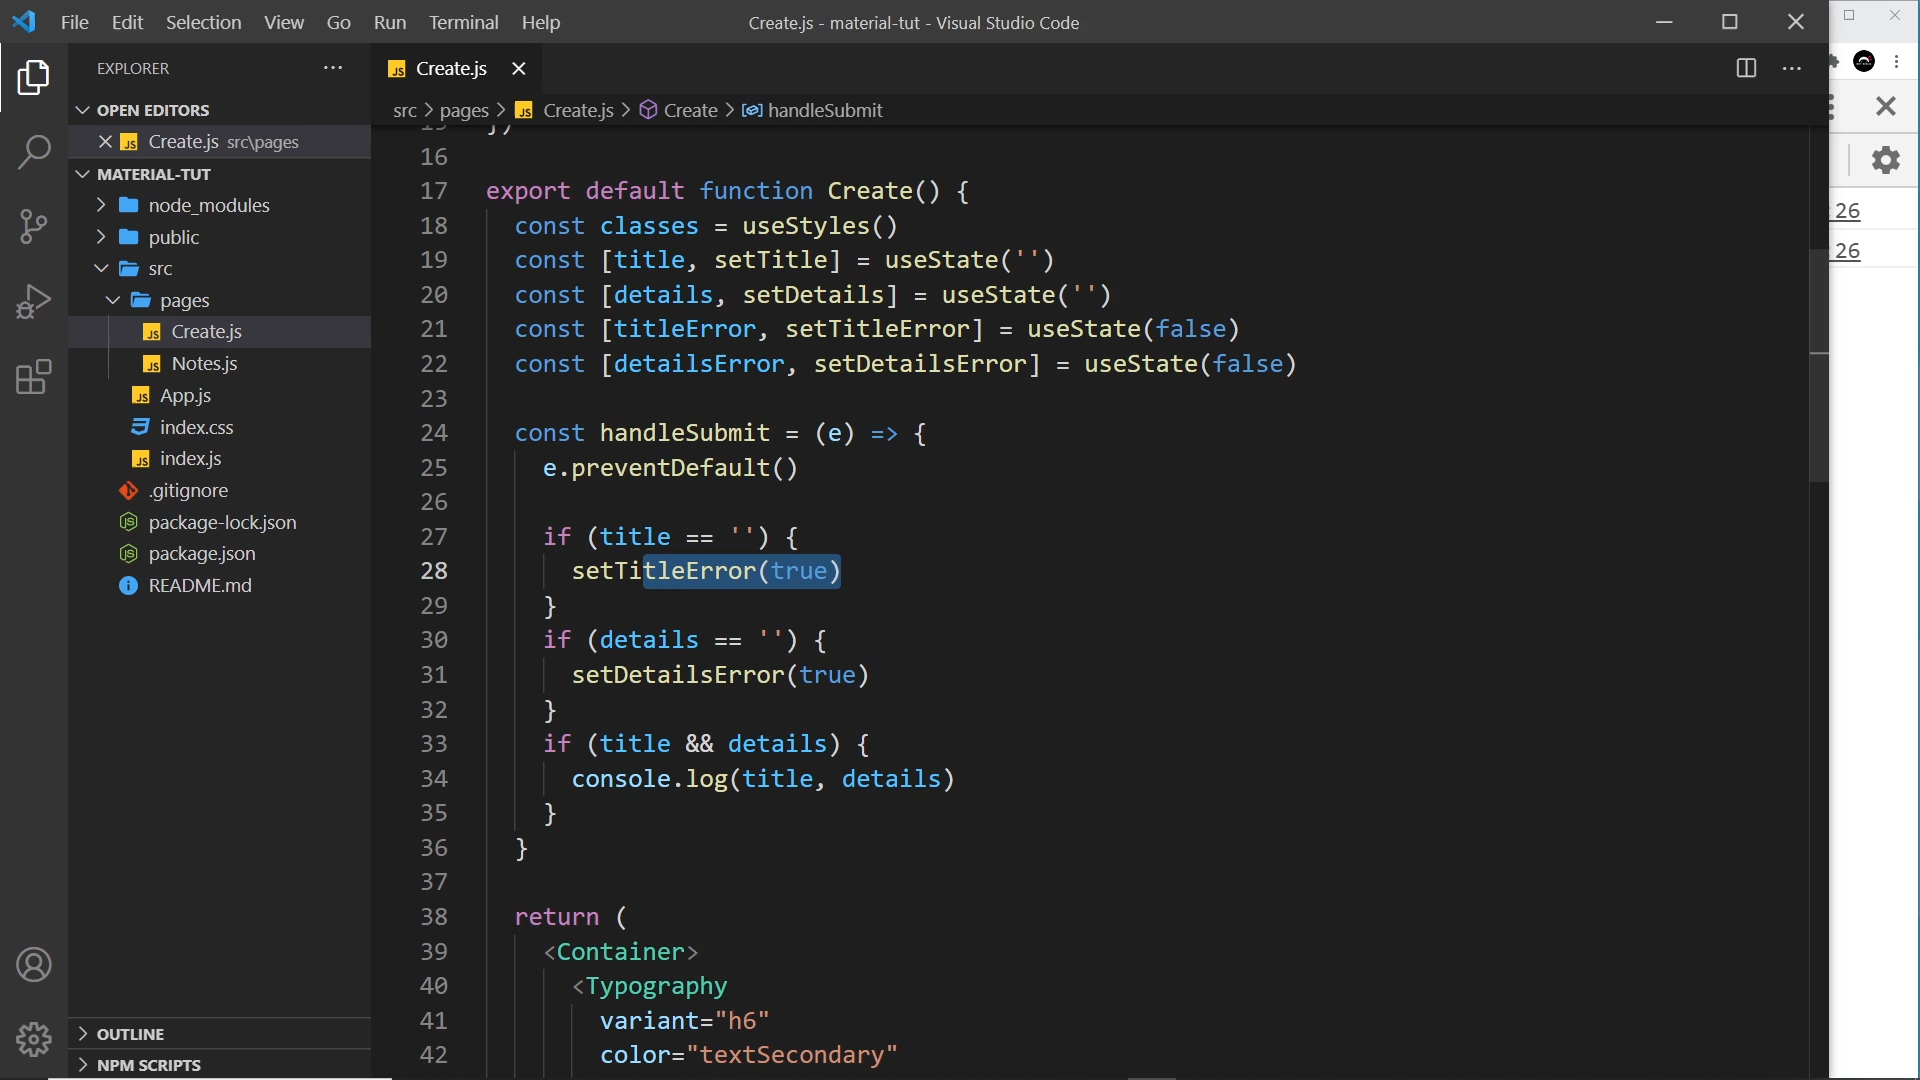 File Edit Selection View Go Run Terminal Help
Create.js - material-tut - Visual Studio Code
EXPLORER
OPEN EDITORS
Create.js src\pages
MATERIAL-TUT
node_modules
public
src
pages
Create.js
Notes.js
App.js
index.css
index.js
.gitignore
package-lock.json
package.json
README.md
OUTLINE
NPM SCRIPTS
Create.js
src > pages > Create.js > Create > handleSubmit
15 })
16
17 export default function Create() {
18 const classes = useStyles()
19 const [title, setTitle] = useState('')
20 const [details, setDetails] = useState('')
21 const [titleError, setTitleError] = useState(false)
22 const [detailsError, setDetailsError] = useState(false)
23
24 const handleSubmit = (e) => {
25 e.preventDefault()
26
27 if (title == '') {
28 setTitleError(true)
29 }
30 if (details == '') {
31 setDetailsError(true)
32 }
33 if (title && details) {
34 console.log(title, details)
35 }
36 }
37
38 return (
39 <Container>
40 <Typography
41 variant="h6"
42 color="textSecondary"
:26
:26